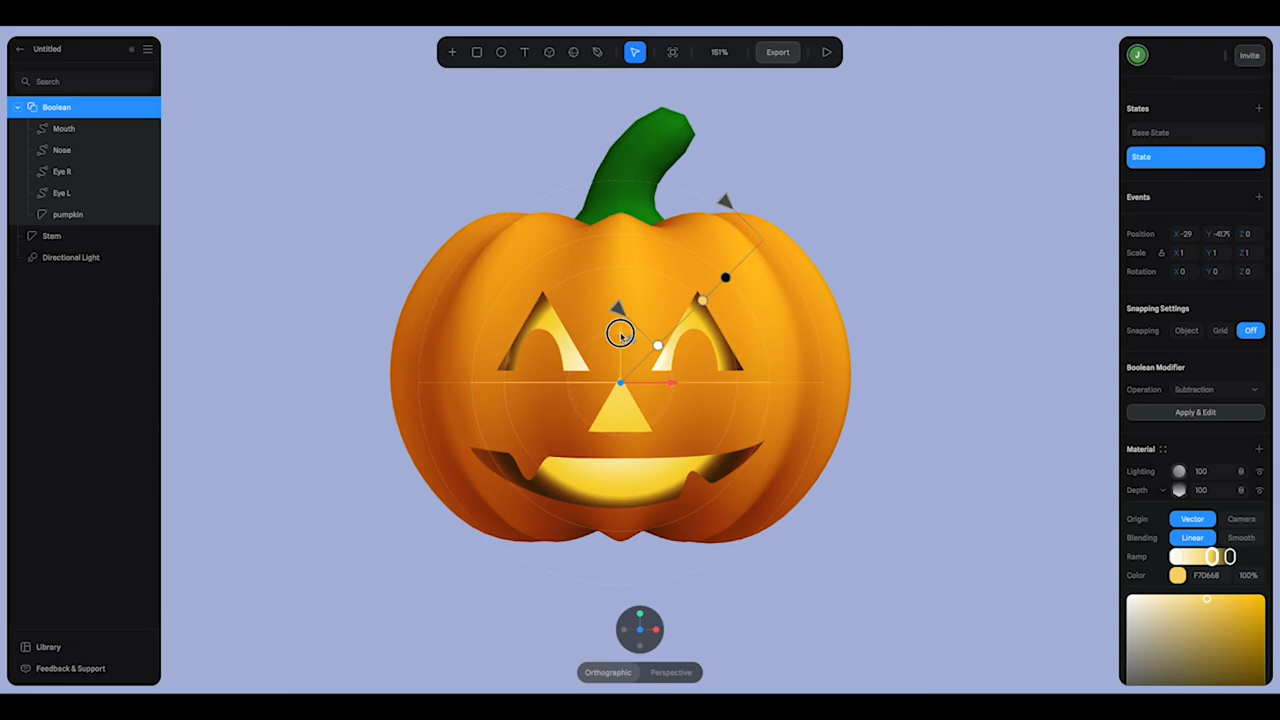 Untitled
Search
Boolean
Mouth
Nose
Eye R
Eye L
pumpkin
Stem
Directional Light
Library
Feedback & Support
T
151%
Export
Orthographic
Perspective
J
Invite
States
Base State
State
Events
Position X -29 Y -41.79 Z 0
Scale X 1 Y 1 Z 1
Rotation X 0 Y 0 Z 0
Snapping Settings
Snapping Object Grid Off
Boolean Modifier
Operation Subtraction
Apply & Edit
Material
Lighting 100
Depth 100
Origin Vector Camera
Blending Linear Smooth
Ramp
Color F7D668 100%